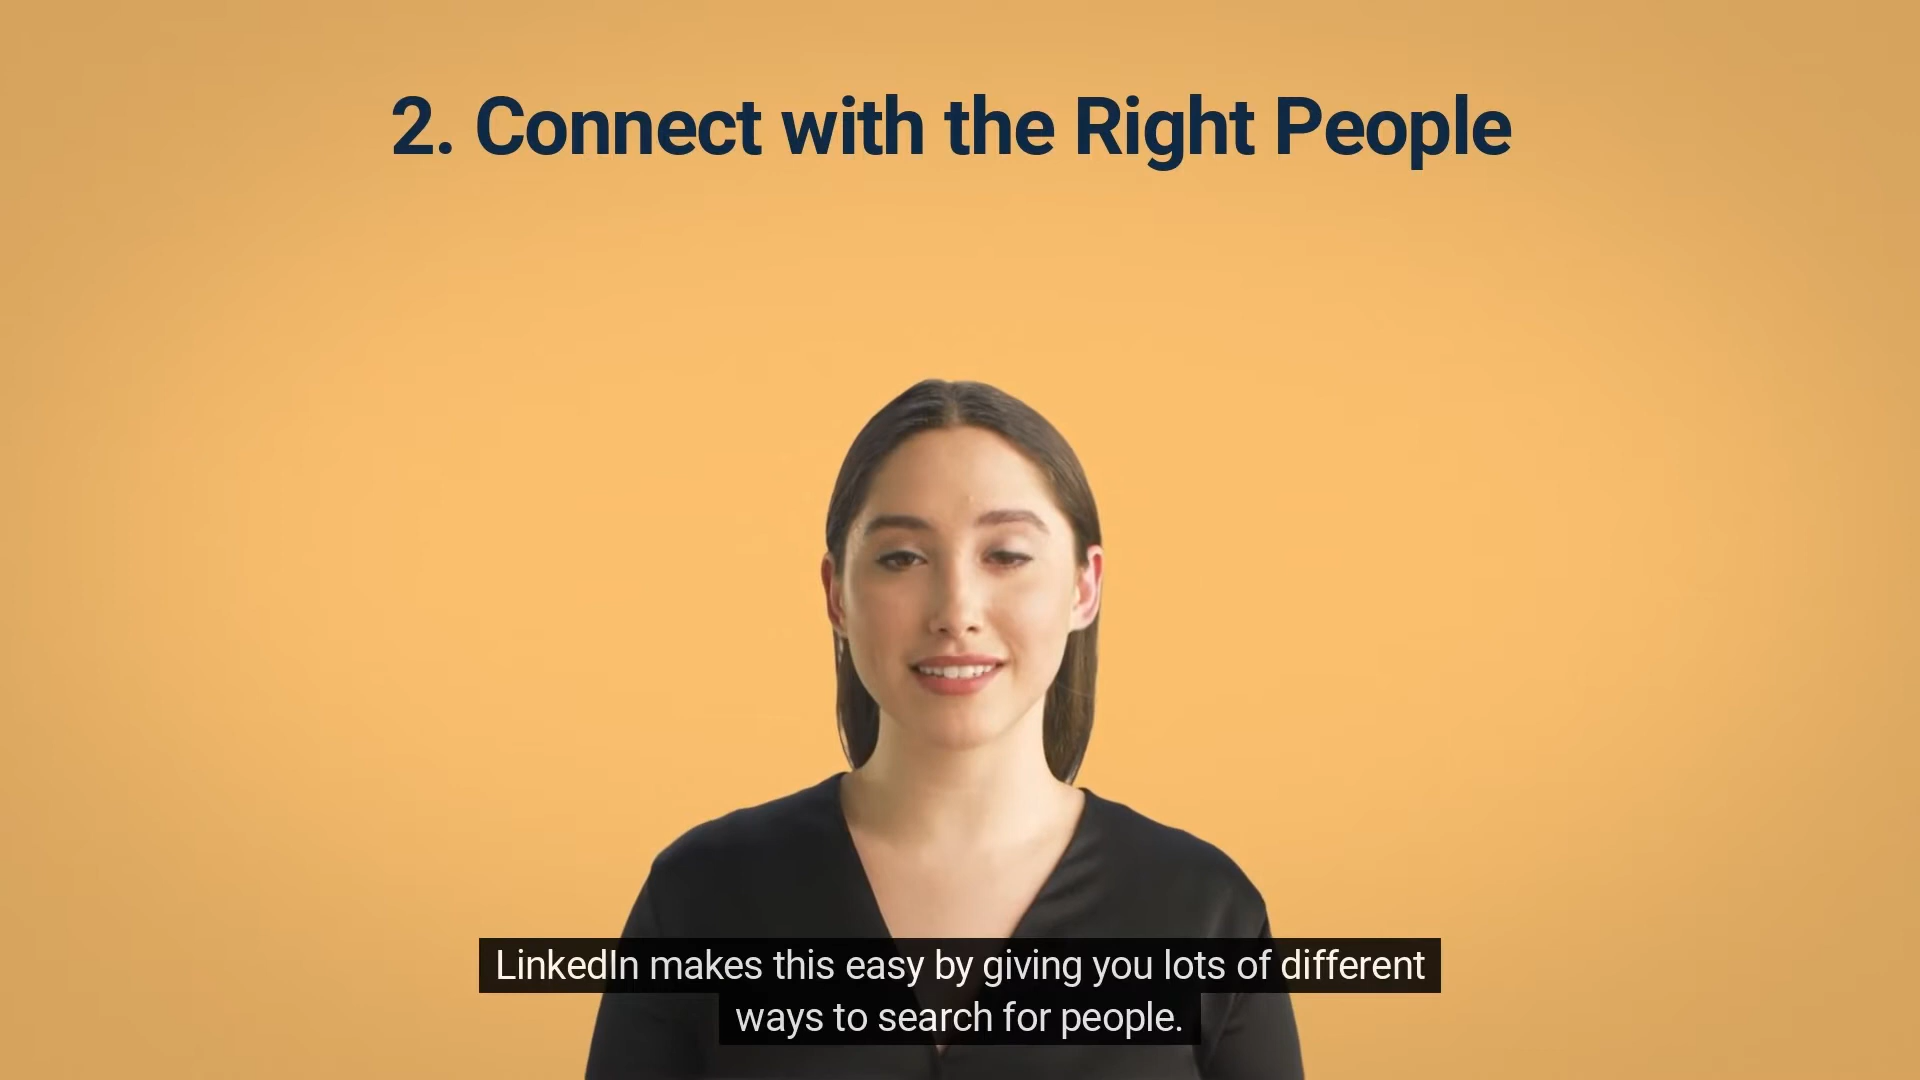 2. Connect with the Right People
LinkedIn makes this easy by giving you lots of different
ways to search for people.